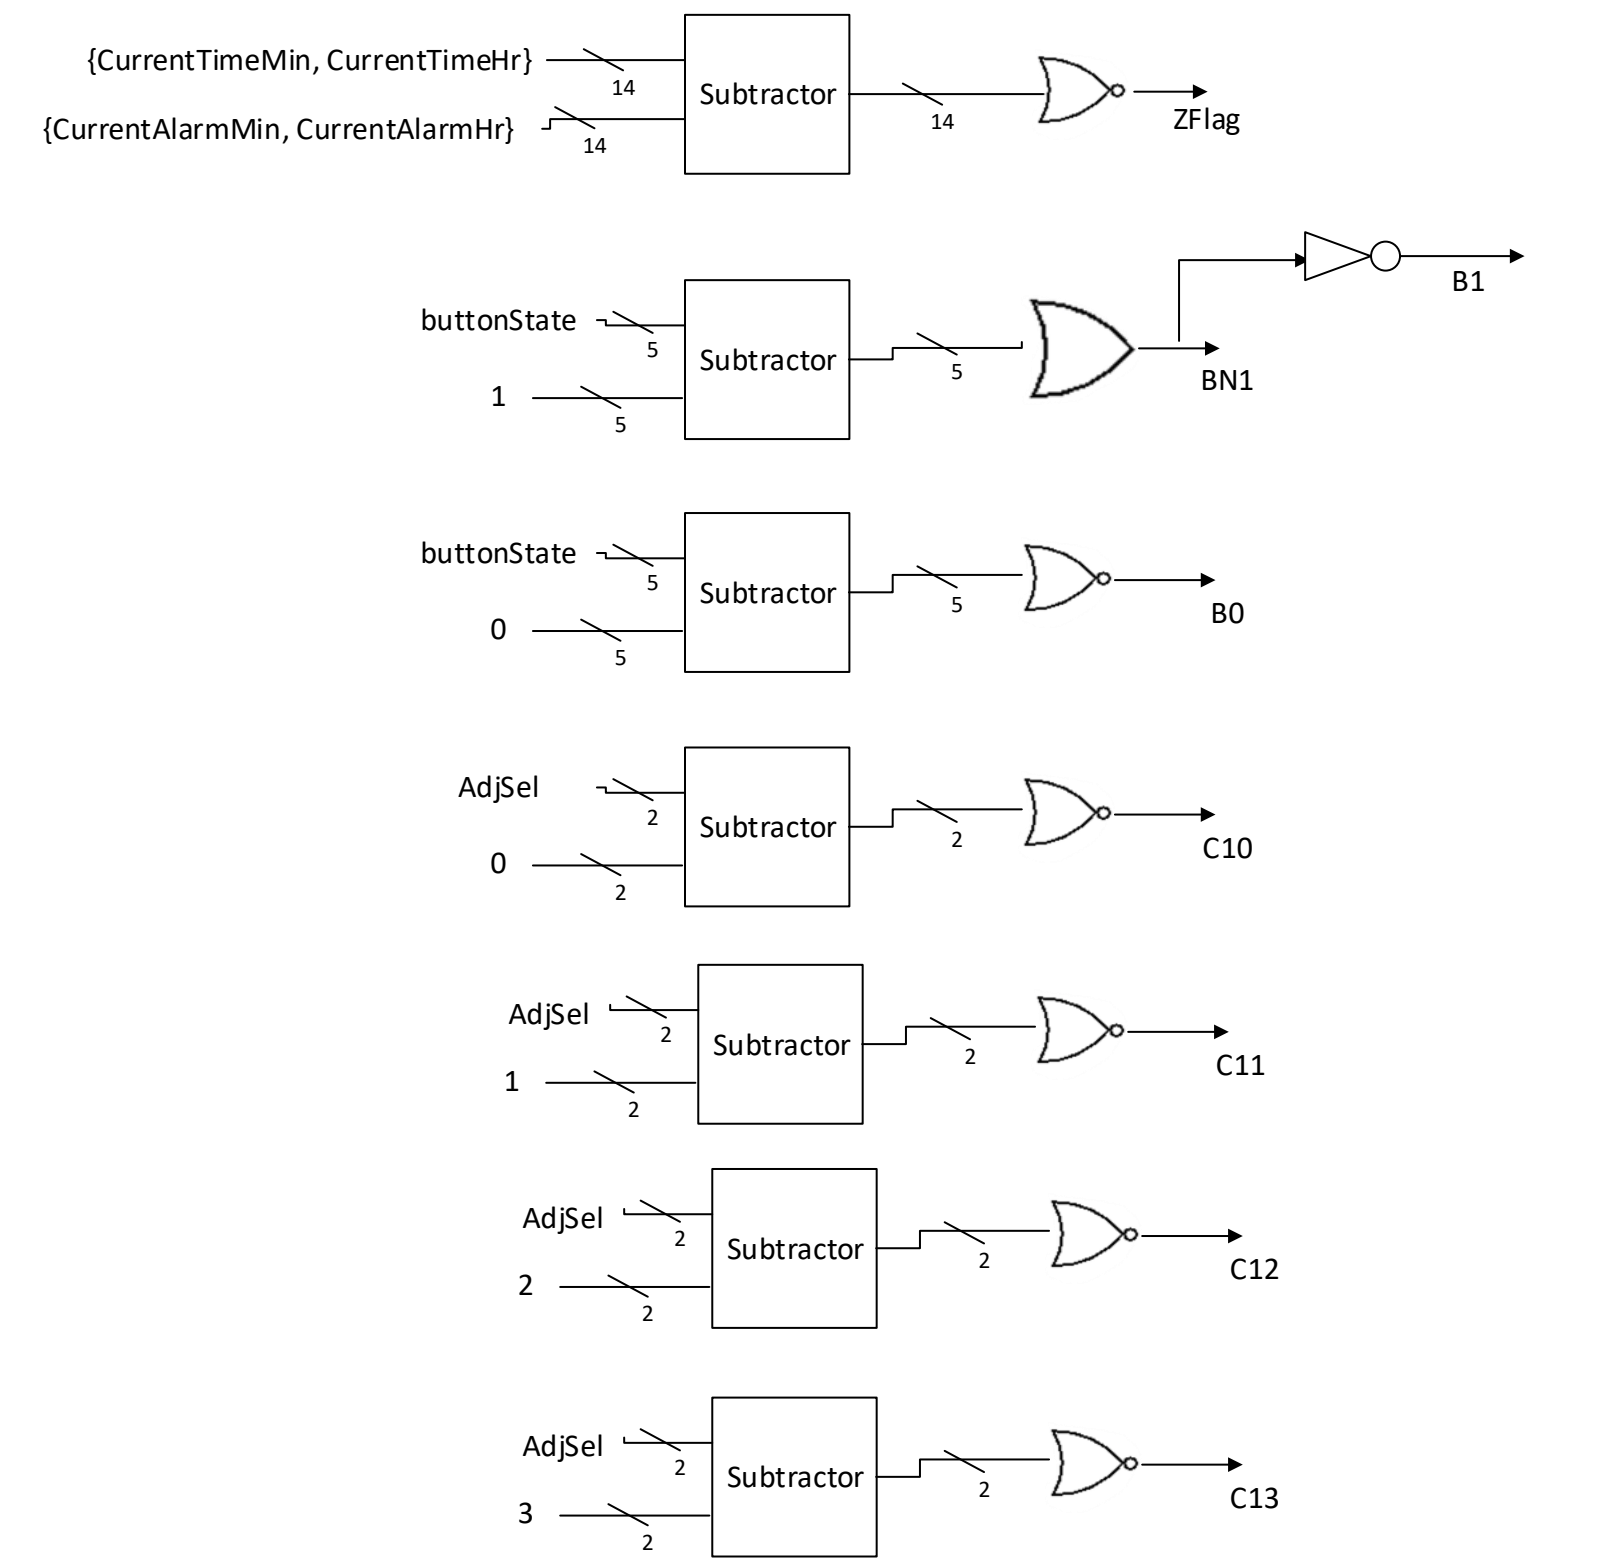 {CurrentTimeMin, CurrentTimeHr}
14
Subtractor
14
ZFlag
{CurrentAlarmMin, CurrentAlarmHr}
14
B1
buttonState
5
Subtractor
5
BN1
1
5
buttonState
5
Subtractor
5
B0
0
5
AdjSel
2
Subtractor
2
C10
0
2
AdjSel
2
Subtractor
2
C11
1
2
AdjSel
2
Subtractor
2
C12
2
2
AdjSel
2
Subtractor
2
C13
3
2